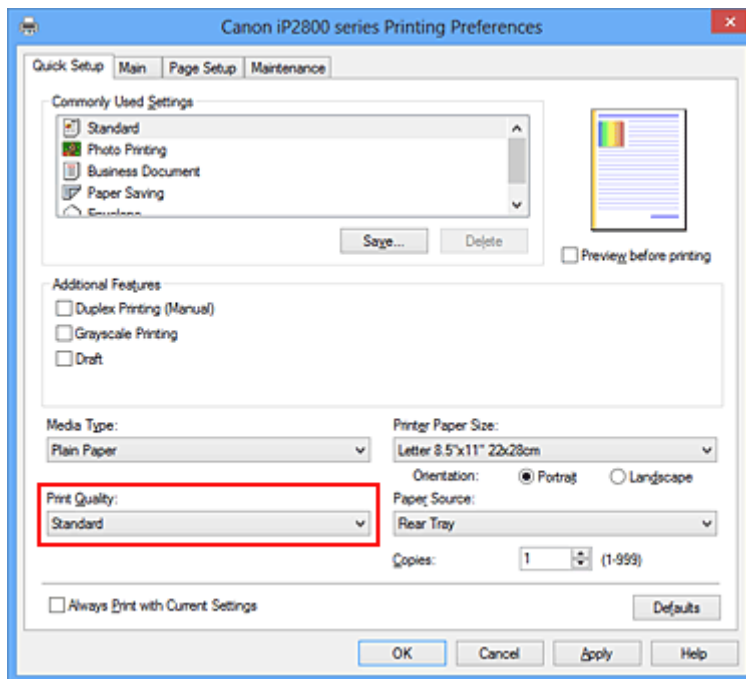 Canon iP2800 series Printing Preferences
Quick Setup Main Page Setup Maintenance
Commonly Used Settings
Standard
Photo Printing
Business Document
Paper Saving
Envelope
Save... Delete
Preview before printing
Addtional Features
Duplex Printing (Manual)
Grayscale Printing
Draft
Media Type: Printer Paper Size:
Plain Paper Letter 8.5"x11" 22x28cm
Orientation: Portrait Landscape
Print Quality: Paper Source:
Standard Rear Tray
Copies: 1 (1-999)
Always Print with Current Settings Defaults
OK Cancel Apply Help